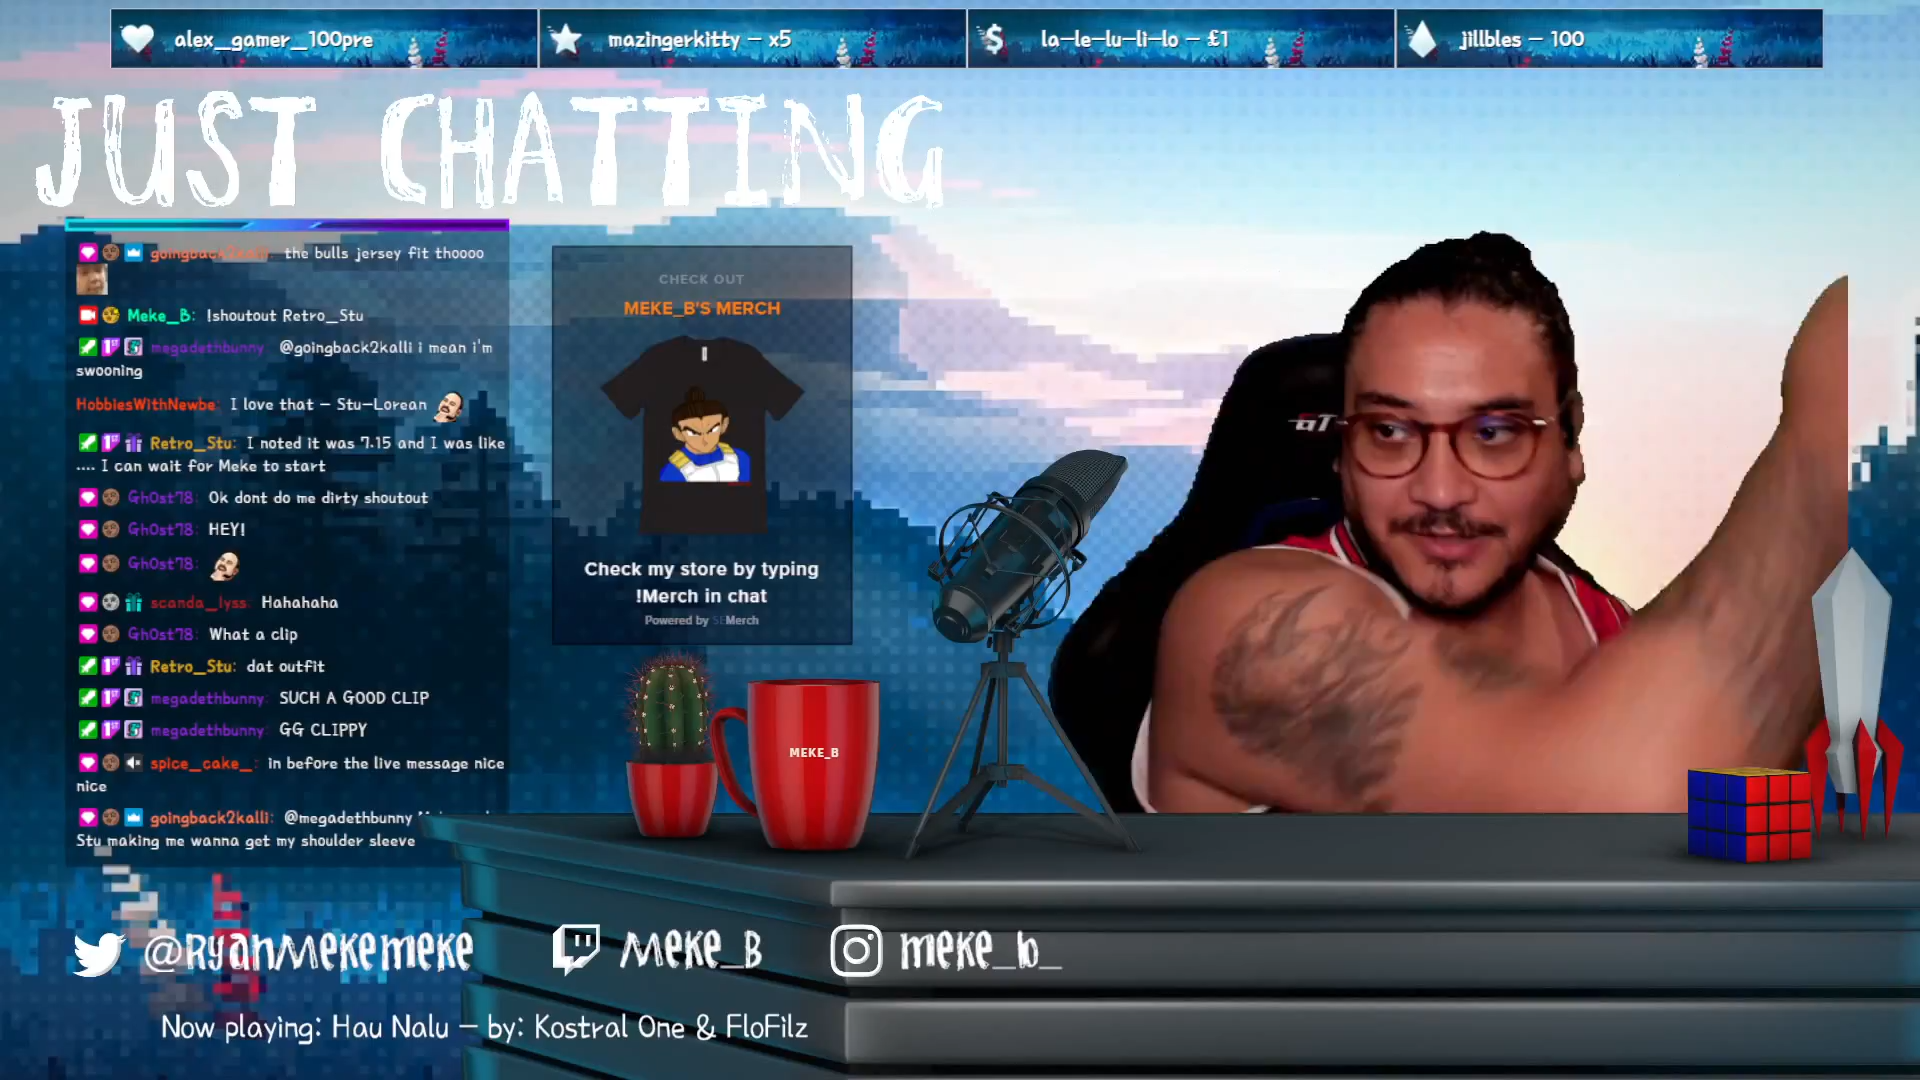 alex_gamer_100pre
mazingerkitty – x5
la-le-lu-li-lo – £1
jillbles – 100
JUST CHATTING
goingback2kalli: the bulls jersey fit thoooo
Meke_B: !shoutout Retro_Stu
megadethbunny: @goingback2kalli i mean i'm
swooning
HobbiesWithNewbe: I love that – Stu-Lorean
Retro_Stu: I noted it was 7.15 and I was like
.... I can wait for Meke to start
Gh0st78: Ok dont do me dirty shoutout
Gh0st78: HEY!
Gh0st78:
scanda_lyss: Hahahaha
Gh0st78: What a clip
Retro_Stu: dat outfit
megadethbunny: SUCH A GOOD CLIP
megadethbunny: GG CLIPPY
spice_cake_: in before the live message nice
nice
goingback2kalli: @megadethbunny
Stu making me wanna get my shoulder sleeve
CHECK OUT
MEKE_B'S MERCH
Check my store by typing
!Merch in chat
Powered by SEMerch
GT
MEKE_B
@RyanMekeMeke
Meke_B
meke_b_
Now playing: Hau Nalu – by: Kostral One & FloFilz